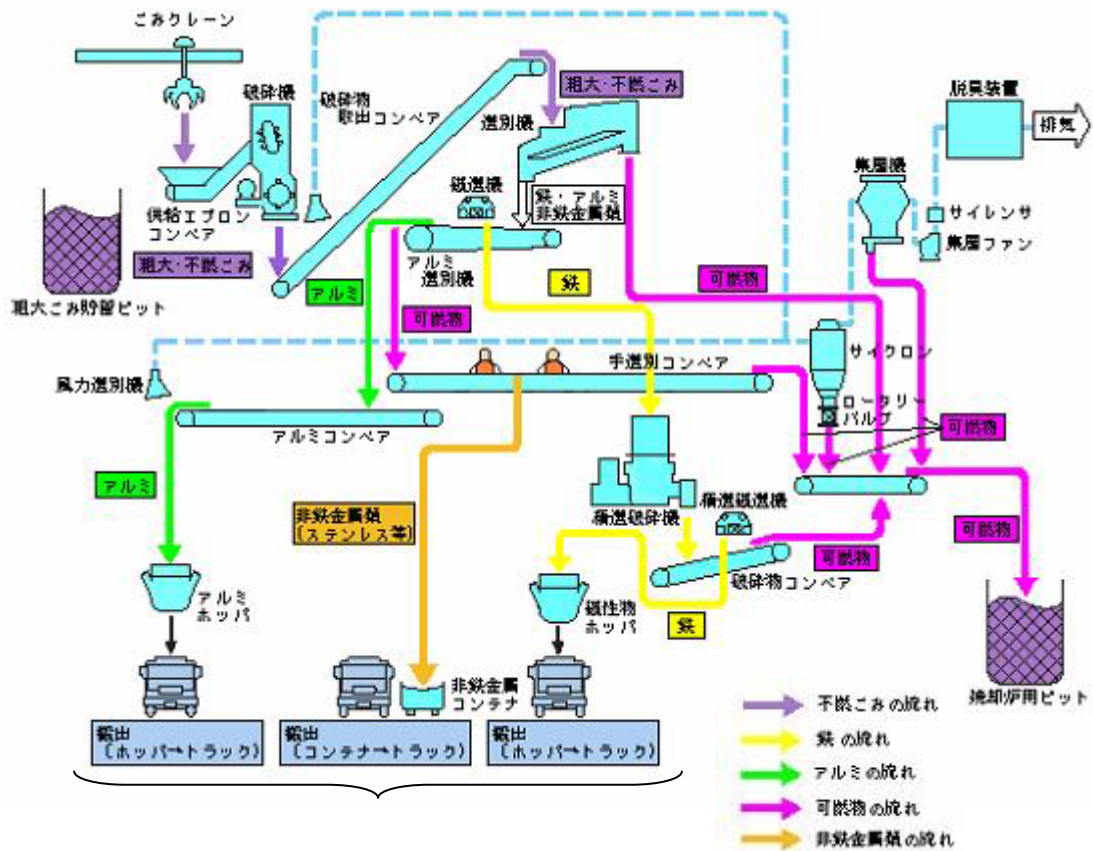 ごみクレーン
破砕機
破砕物
取出コンベア
粗大・不燃ごみ
選別機
脱臭装置
排気
集塵機
磁選機
鉄・アルミ
非鉄金属類
供給エプロン
コンベア
サイレンサ
集塵ファン
粗大・不燃ごみ
アルミ
選別機
アルミ
鉄
可燃物
粗大ごみ貯留ピット
可燃物
サイクロン
手選別コンベア
風力選別機
ロータリー
バルブ
アルミコンベア
可燃物
アルミ
非鉄金属類
(ステンレス等)
精選破砕機
精選磁選機
可燃物
可燃物
破砕物コンベア
アルミ
ホッパ
磁性物
ホッパ
鉄
非鉄金属
コンテナ
焼却炉用ピット
搬出
(ホッパ→トラック)
搬出
(コンテナ→トラック)
搬出
(ホッパ→トラック)
不燃ごみの流れ
鉄の流れ
アルミの流れ
可燃物の流れ
非鉄金属類の流れ